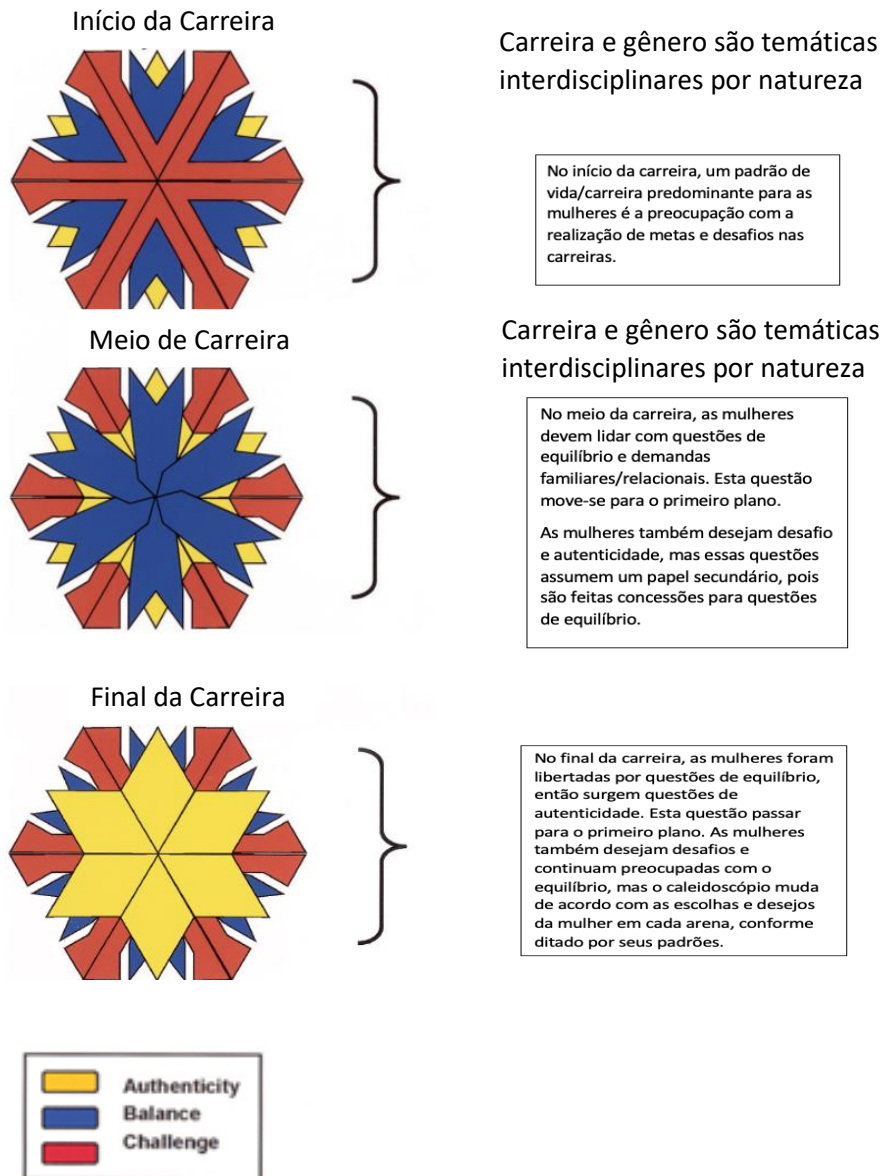 Início da Carreira
Carreira e gênero são temáticas
interdisciplinares por natureza
No início da carreira, um padrão de
vida/carreira predominante para as
mulheres é a preocupação com a
realização de metas e desafios nas
carreiras.
Meio de Carreira
Carreira e gênero são temáticas
interdisciplinares por natureza
No meio da carreira, as mulheres
devem lidar com questões de
equilíbrio e demandas
familiares/relacionais. Esta questão
move-se para o primeiro plano.
As mulheres também desejam desafio
e autenticidade, mas essas questões
assumem um papel secundário, pois
são feitas concessões para questões
de equilíbrio.
Final da Carreira
No final da carreira, as mulheres foram
libertadas por questões de equilíbrio,
então surgem questões de
autenticidade. Esta questão passar
para o primeiro plano. As mulheres
também desejam desafios e
continuam preocupadas com o
equilíbrio, mas o caleidoscópio muda
de acordo com as escolhas e desejos
da mulher em cada arena, conforme
ditado por seus padrões.
Authenticity
Balance
Challenge